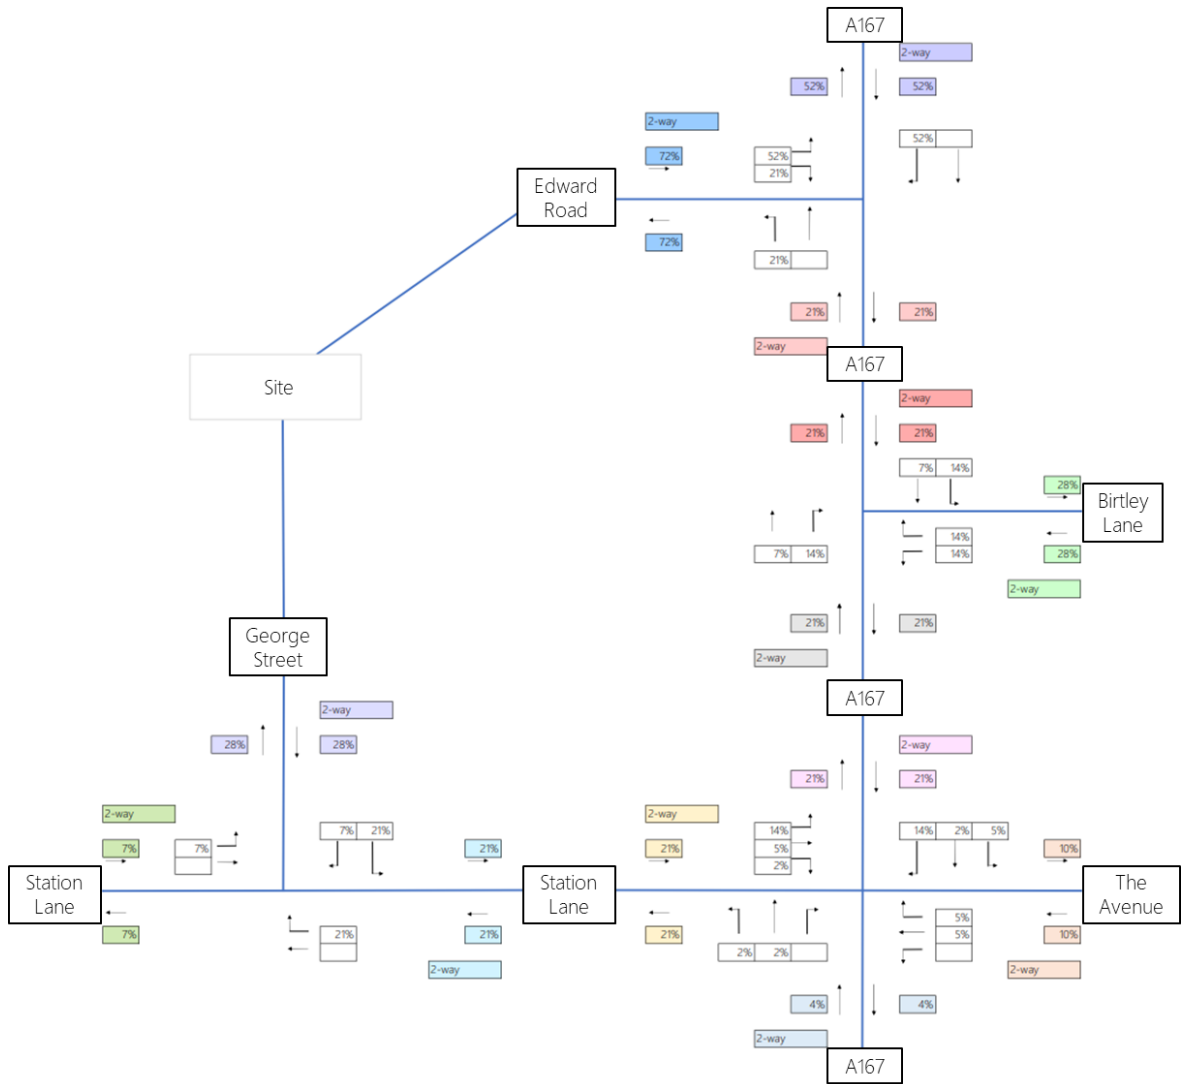 A167
2-way
52%
52%
2-way
52%
72%
52%
21%
Edward
Road
72%
21%
21%
21%
2-way
A167
Site
2-way
21%
21%
7%
14%
28%
Birtley
Lane
14%
7%
14%
14%
28%
2-way
21%
21%
George
Street
2-way
A167
2-way
28%
28%
2-way
21%
21%
2-way
2-way
7%
21%
14%
14%
2%
5%
7%
7%
21%
21%
5%
10%
2%
Station
Lane
Station
Lane
The
Avenue
5%
7%
21%
21%
21%
5%
10%
2%
2%
2-way
2-way
4%
4%
2-way
A167